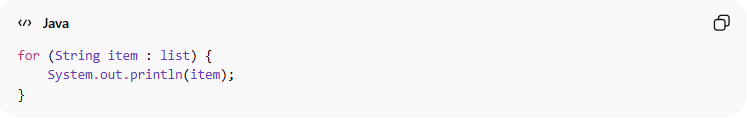 </> Java
for (String item : list) {
    System.out.println(item);
}